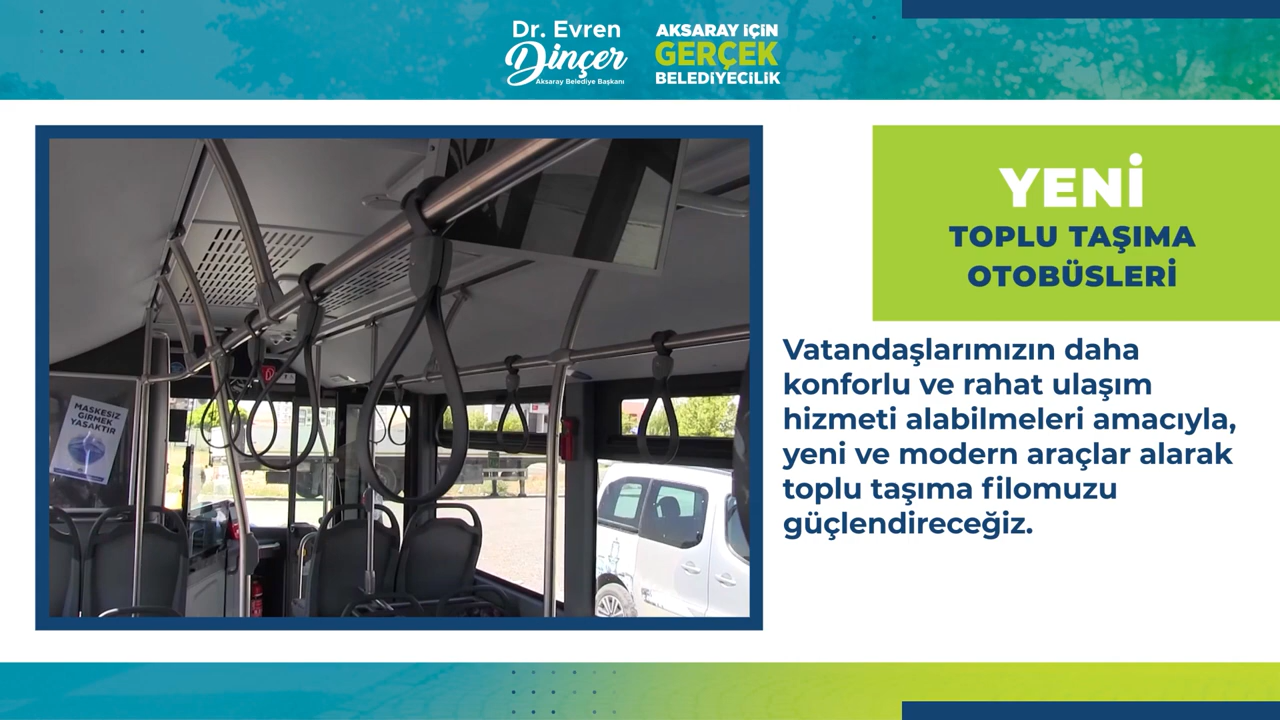 Dr. Evren
Dinçer
Aksaray Belediye Başkanı
AKSARAY İÇİN
GERÇEK
BELEDİYECİLİK
YENİ
TOPLU TAŞIMA
OTOBÜSLERİ
MASKESİZ
GİRMEK
YASAKTIR
Vatandaşlarımızın daha
konforlu ve rahat ulaşım
hizmeti alabilmeleri amacıyla,
yeni ve modern araçlar alarak
toplu taşıma filomuzu
güçlendireceğiz.